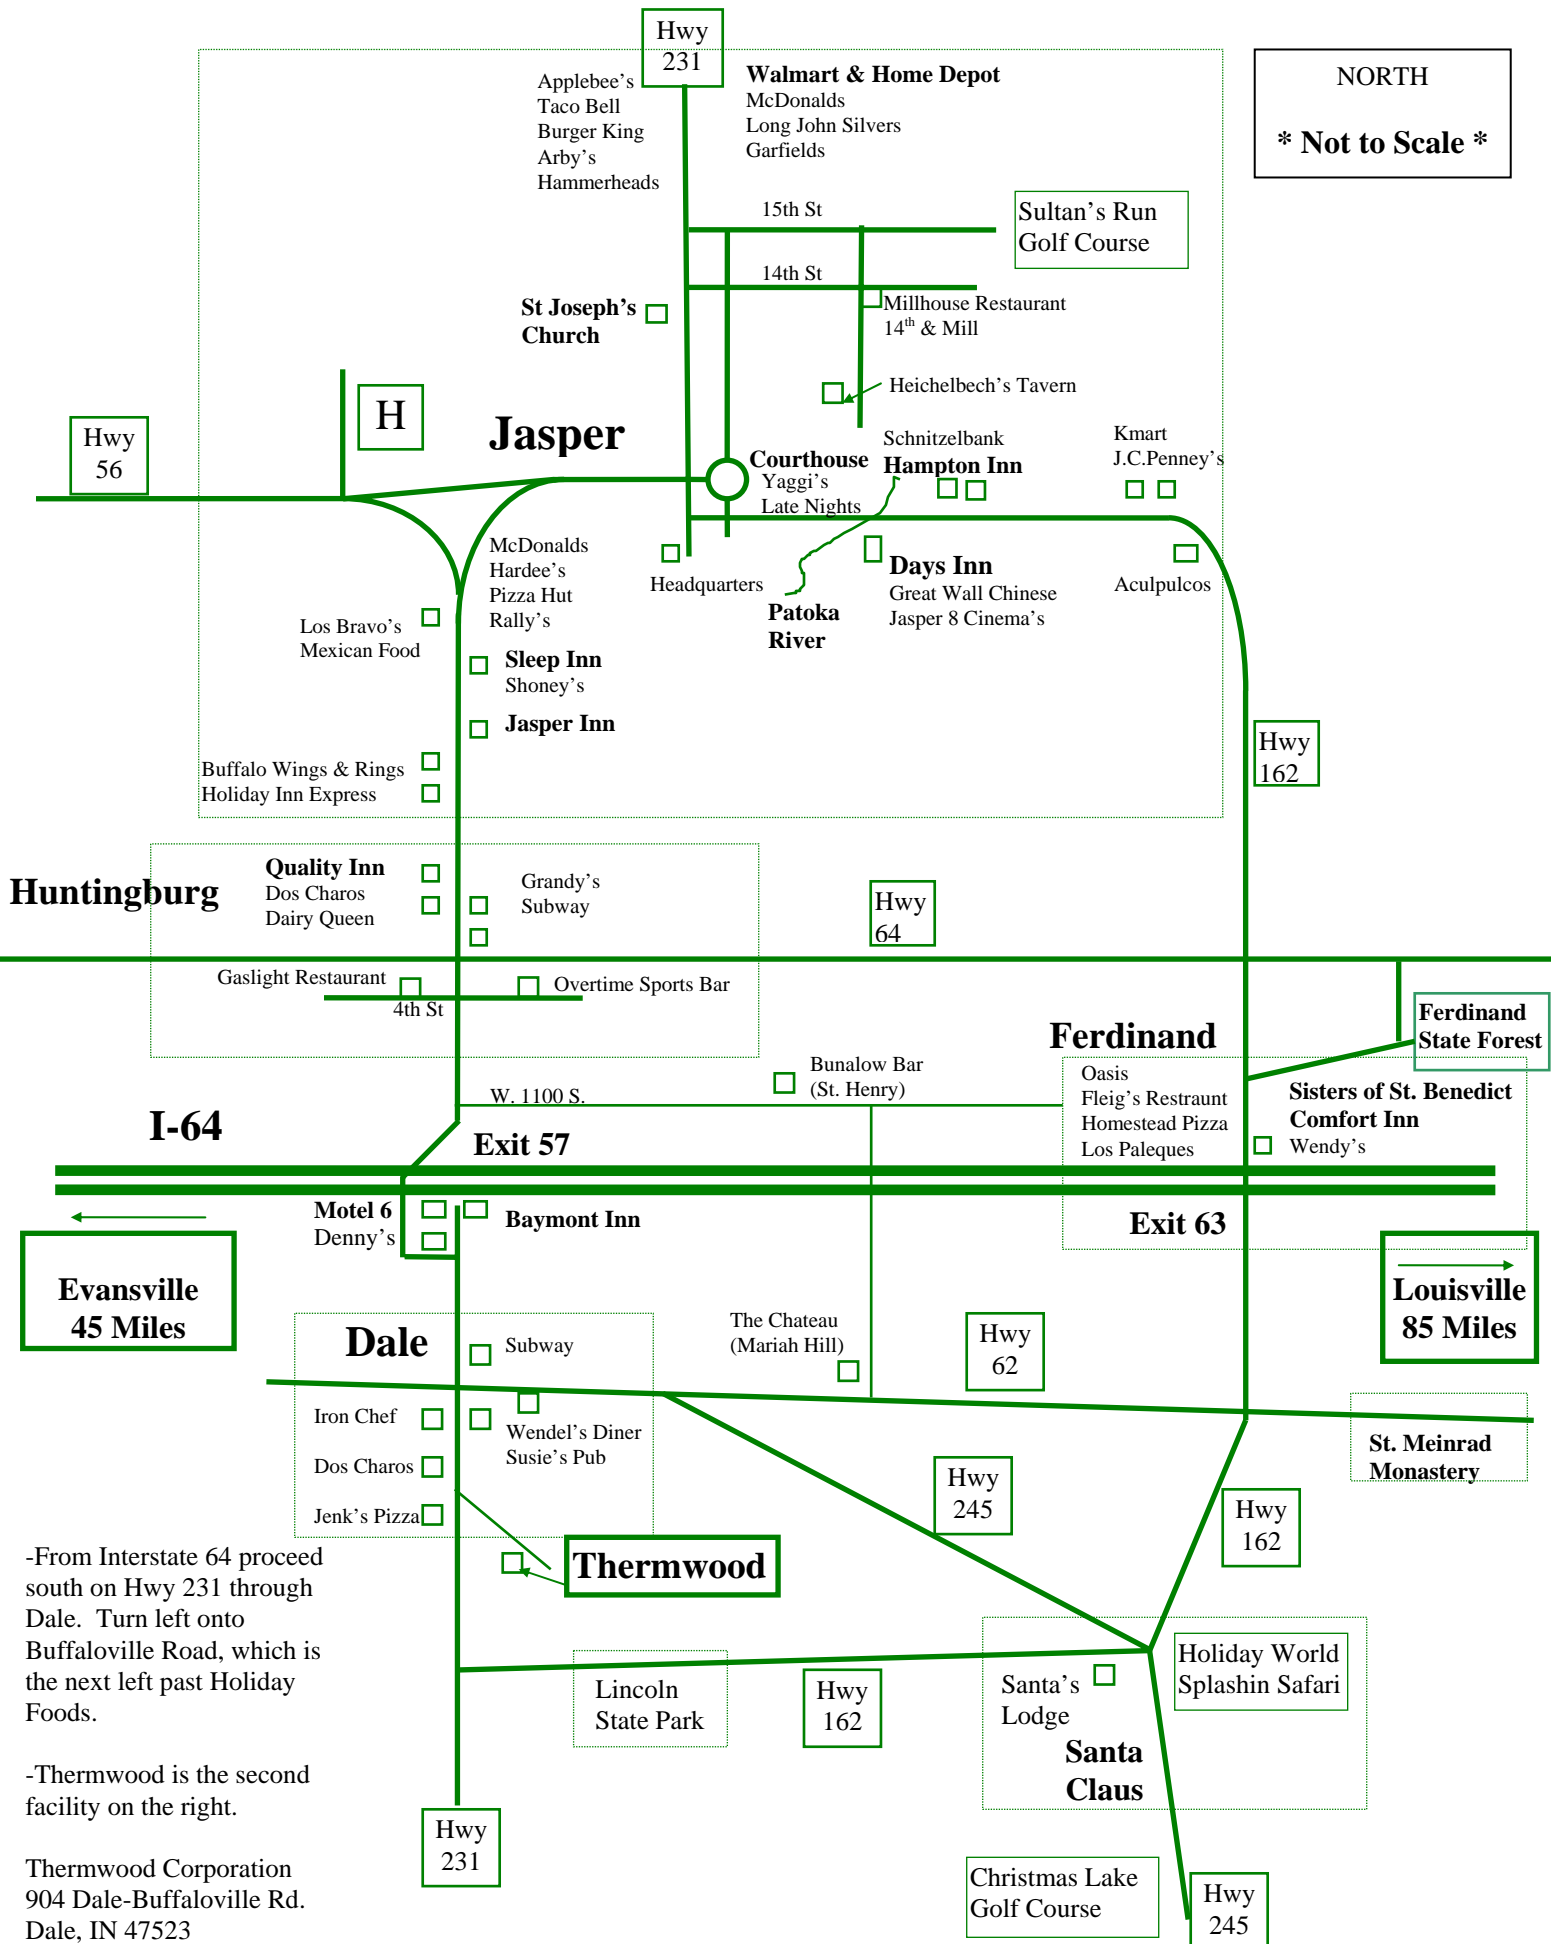 Hwy
231
NORTH
* Not to Scale *
Applebee's
Taco Bell
Burger King
Arby's
Hammerheads
Walmart & Home Depot
McDonalds
Long John Silvers
Garfields
15th St
Sultan's Run
Golf Course
14th St
St Joseph's
Church
Millhouse Restaurant
14th & Mill
Heichelbech's Tavern
H
Hwy
56
Jasper
Courthouse
Yaggi's
Late Nights
Schnitzelbank
Hampton Inn
Kmart
J.C.Penney's
McDonalds
Hardee's
Pizza Hut
Rally's
Headquarters
Patoka
River
Days Inn
Great Wall Chinese
Jasper 8 Cinema's
Aculpulcos
Los Bravo's
Mexican Food
Sleep Inn
Shoney's
Jasper Inn
Hwy
162
Buffalo Wings & Rings
Holiday Inn Express
Huntingburg
Quality Inn
Dos Charos
Dairy Queen
Grandy's
Subway
Hwy
64
Gaslight Restaurant
4th St
Overtime Sports Bar
Ferdinand
State Forest
Ferdinand
Oasis
Fleig's Restraunt
Homestead Pizza
Los Paleques
Sisters of St. Benedict
Comfort Inn
Wendy's
Bunalow Bar
(St. Henry)
W. 1100 S.
I-64
Exit 57
Motel 6
Denny's
Baymont Inn
Exit 63
Evansville
45 Miles
Louisville
85 Miles
Dale
Subway
The Chateau
(Mariah Hill)
Hwy
62
Iron Chef
Wendel's Diner
Susie's Pub
Dos Charos
Jenk's Pizza
St. Meinrad
Monastery
Hwy
245
Hwy
162
Thermwood
-From Interstate 64 proceed
south on Hwy 231 through
Dale. Turn left onto
Buffaloville Road, which is
the next left past Holiday
Foods.
-Thermwood is the second
facility on the right.
Thermwood Corporation
904 Dale-Buffaloville Rd.
Dale, IN 47523
Lincoln
State Park
Hwy
162
Santa's
Lodge
Holiday World
Splashin Safari
Santa
Claus
Hwy
231
Christmas Lake
Golf Course
Hwy
245